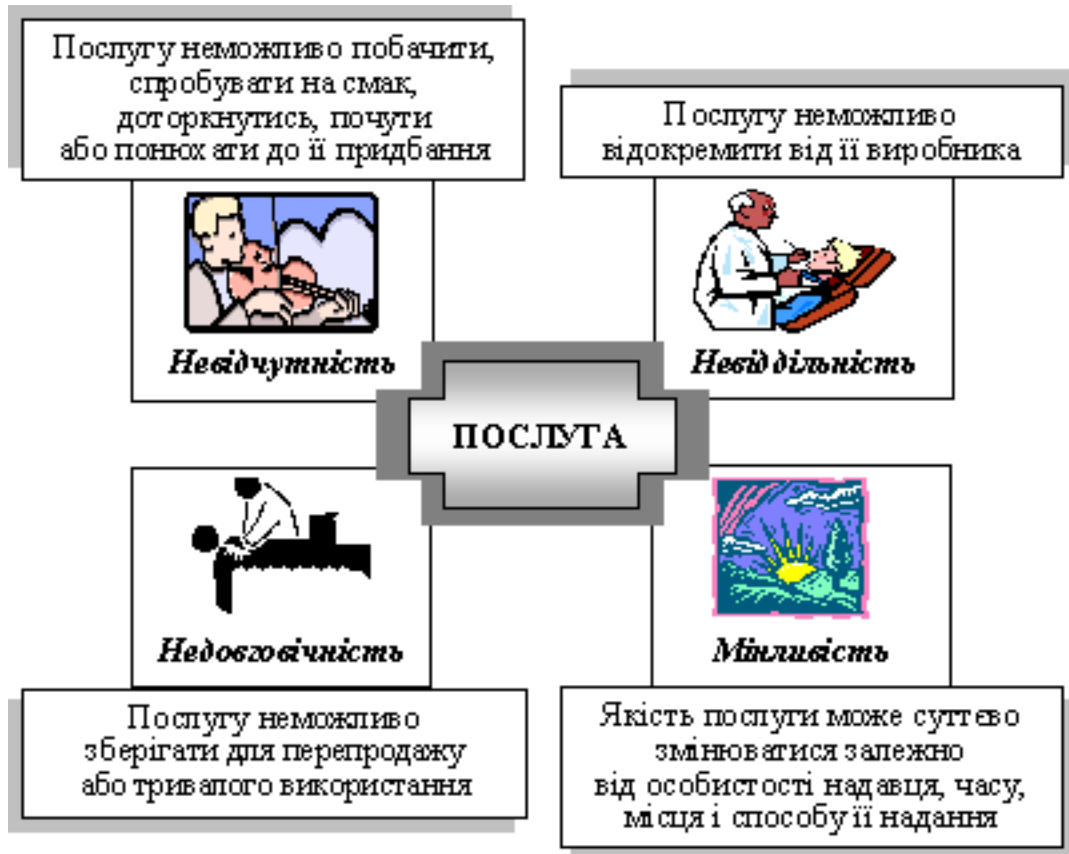 Послугу неможливо побачити,
спробувати на смак,
доторкнутись, почути
або понюхати до її придбання
Невідчутність
Послугу неможливо
відокремити від її виробника
Невіддільність
ПОСЛУГА
Недовговічність
Послугу неможливо
зберігати для перепродажу
або тривалого використання
Мінливість
Якість послуги може суттєво
змінюватися залежно
від особистості надавця, часу,
місця і способу її надання